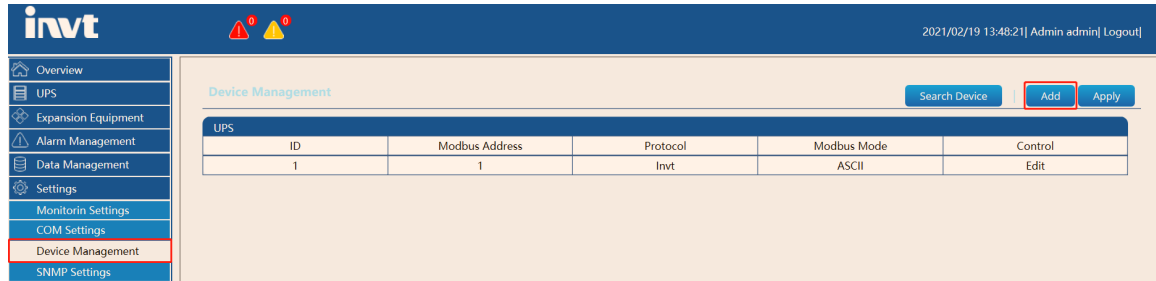 invt
0 0
2021/02/19 13:48:21| Admin admin| Logout|
Overview
UPS
Expansion Equipment
Alarm Management
Data Management
Settings
Monitorin Settings
COM Settings
Device Management
SNMP Settings
Device Management
Search Device | Add Apply
UPS
ID Modbus Address Protocol Modbus Mode Control
1 1 Invt ASCII Edit